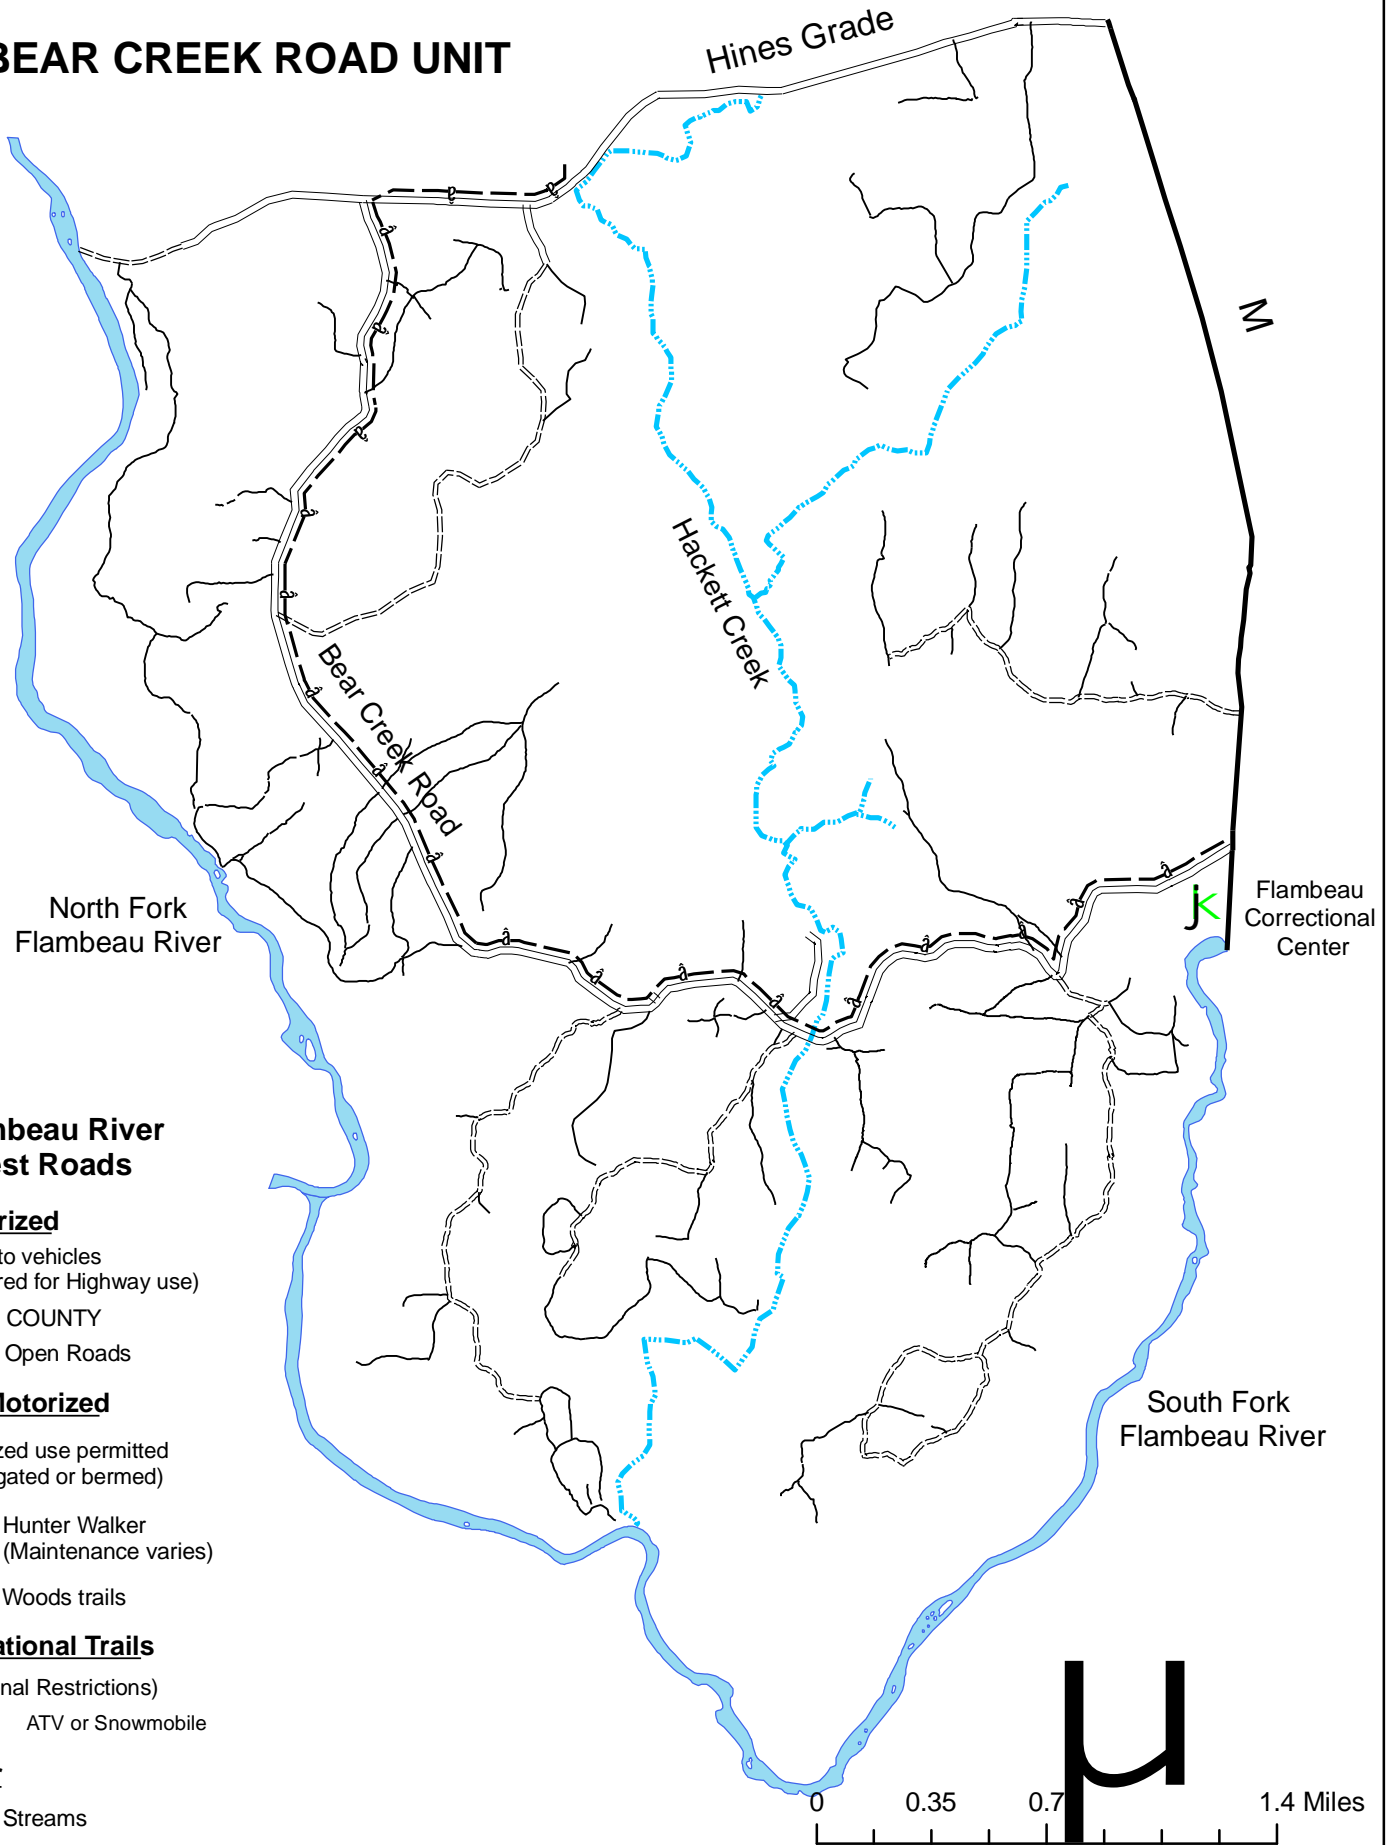 BEAR CREEK ROAD UNIT
Hines Grade
M
Hackett Creek
Bear Creek Road
North Fork
Flambeau River
Flambeau
Correctional
Center
South Fork
Flambeau River
mbeau River
est Roads
rized
to vehicles
red for Highway use)
COUNTY
Open Roads
Motorized
zed use permitted
gated or bermed)
Hunter Walker
(Maintenance varies)
Woods trails
ational Trails
nal Restrictions)
ATV or Snowmobile
Streams
0 0.35 0.7 1.4 Miles